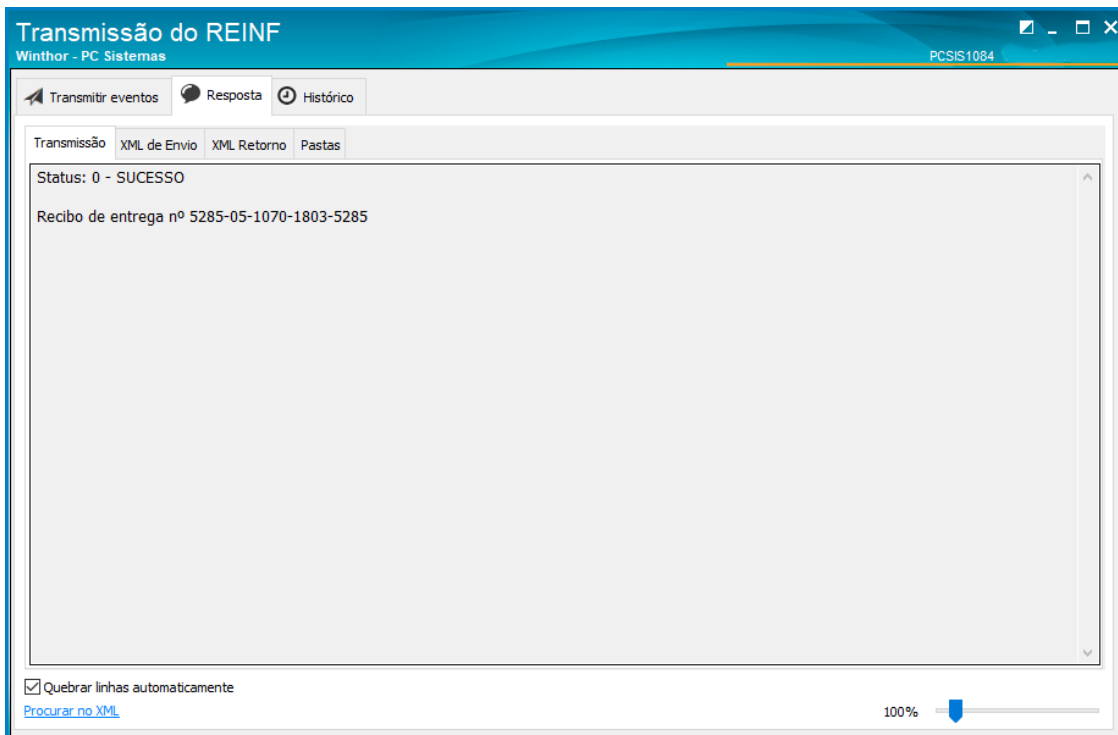 Transmissão do REINF
Winthor - PC Sistemas
PCSIS1084
Transmitir eventos Resposta Histórico
Transmissão XML de Envio XML Retorno Pastas
Status: 0 - SUCESSO
Recibo de entrega nº 5285-05-1070-1803-5285
Quebrar linhas automaticamente
Procurar no XML
100%